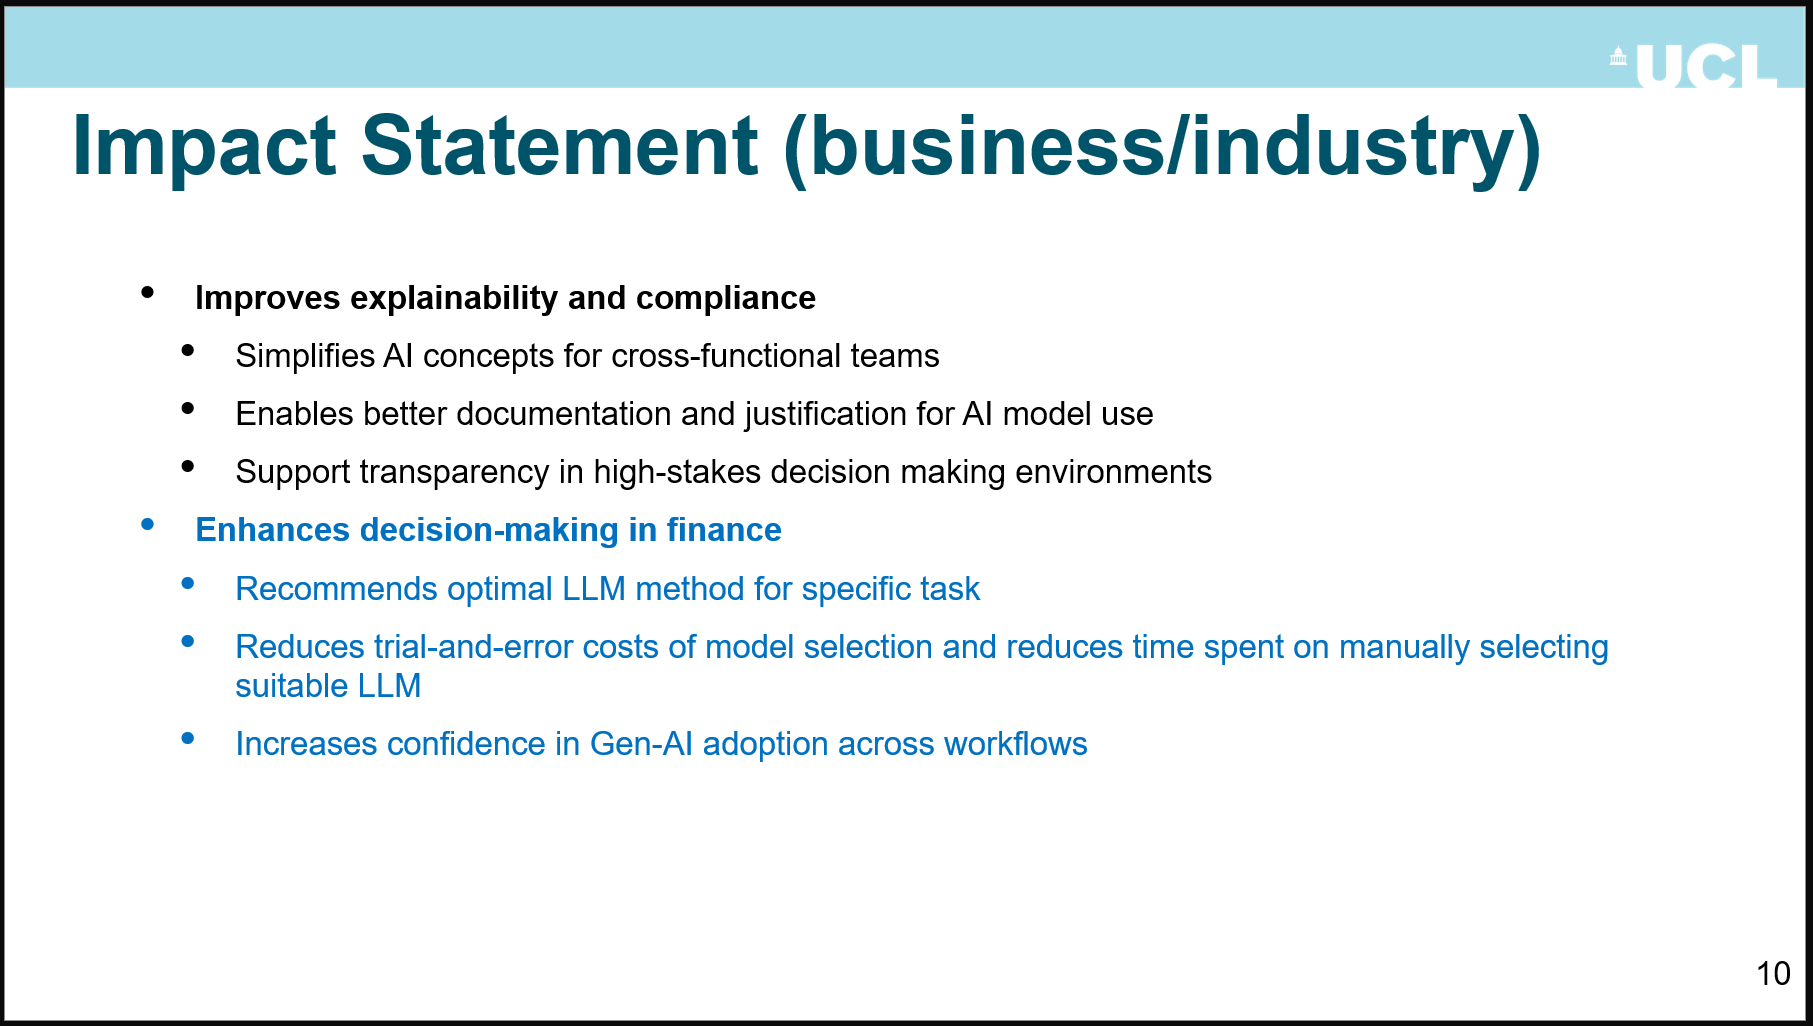 UCL
Impact Statement (business/industry)
• Improves explainability and compliance
• Simplifies AI concepts for cross-functional teams
• Enables better documentation and justification for AI model use
• Support transparency in high-stakes decision making environments
• Enhances decision-making in finance
• Recommends optimal LLM method for specific task
• Reduces trial-and-error costs of model selection and reduces time spent on manually selecting
suitable LLM
• Increases confidence in Gen-AI adoption across workflows
10